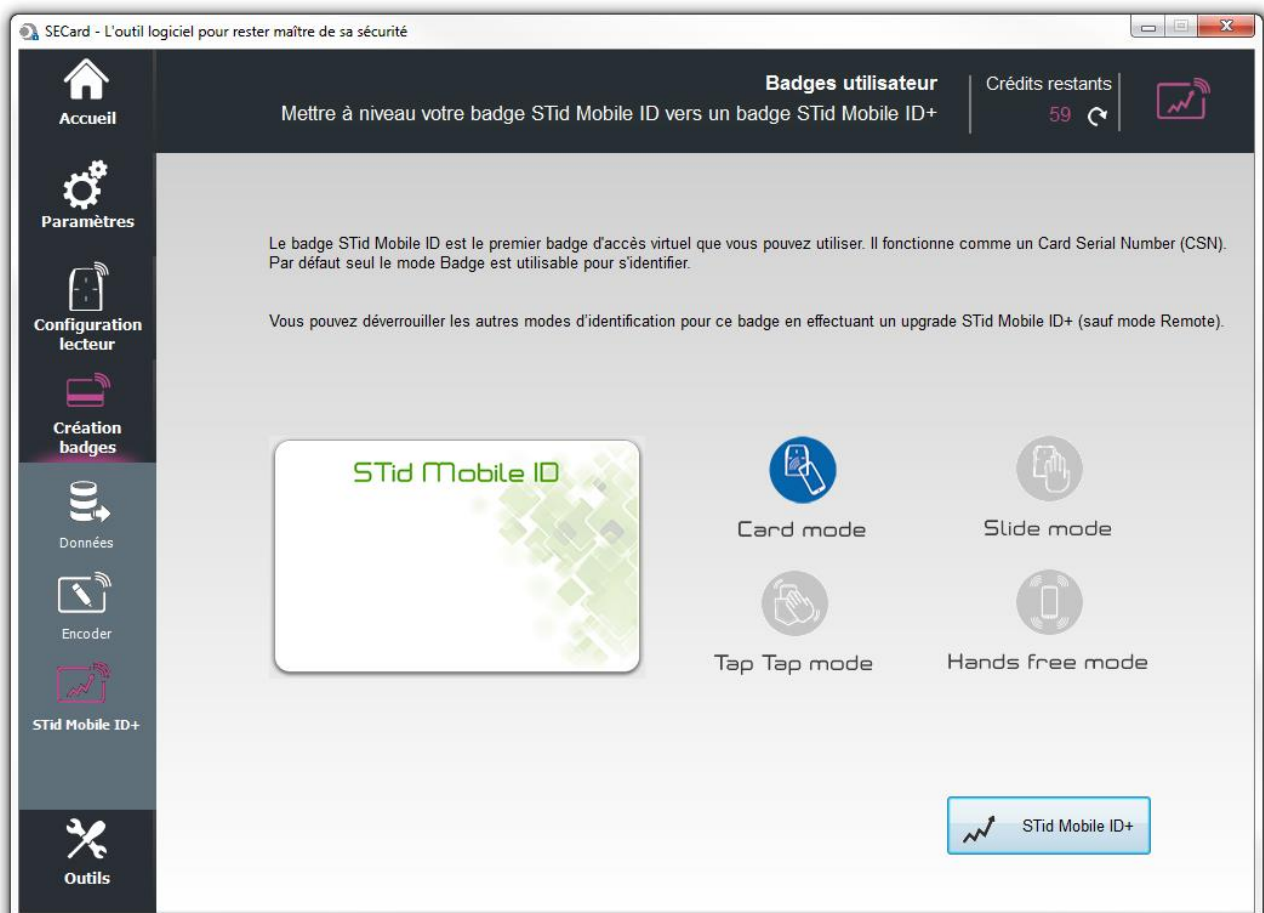 SECard - L'outil logiciel pour rester maître de sa sécurité
Accueil
Badges utilisateur
Mettre à niveau votre badge STid Mobile ID vers un badge STid Mobile ID+
Crédits restants
59
Paramètres
Configuration
lecteur
Création
badges
Données
Encoder
STid Mobile ID+
Outils
Le badge STid Mobile ID est le premier badge d'accès virtuel que vous pouvez utiliser. Il fonctionne comme un Card Serial Number (CSN).
Par défaut seul le mode Badge est utilisable pour s'identifier.
Vous pouvez déverrouiller les autres modes d'identification pour ce badge en effectuant un upgrade STid Mobile ID+ (sauf mode Remote).
STid Mobile ID
Card mode
Slide mode
Tap Tap mode
Hands free mode
STid Mobile ID+